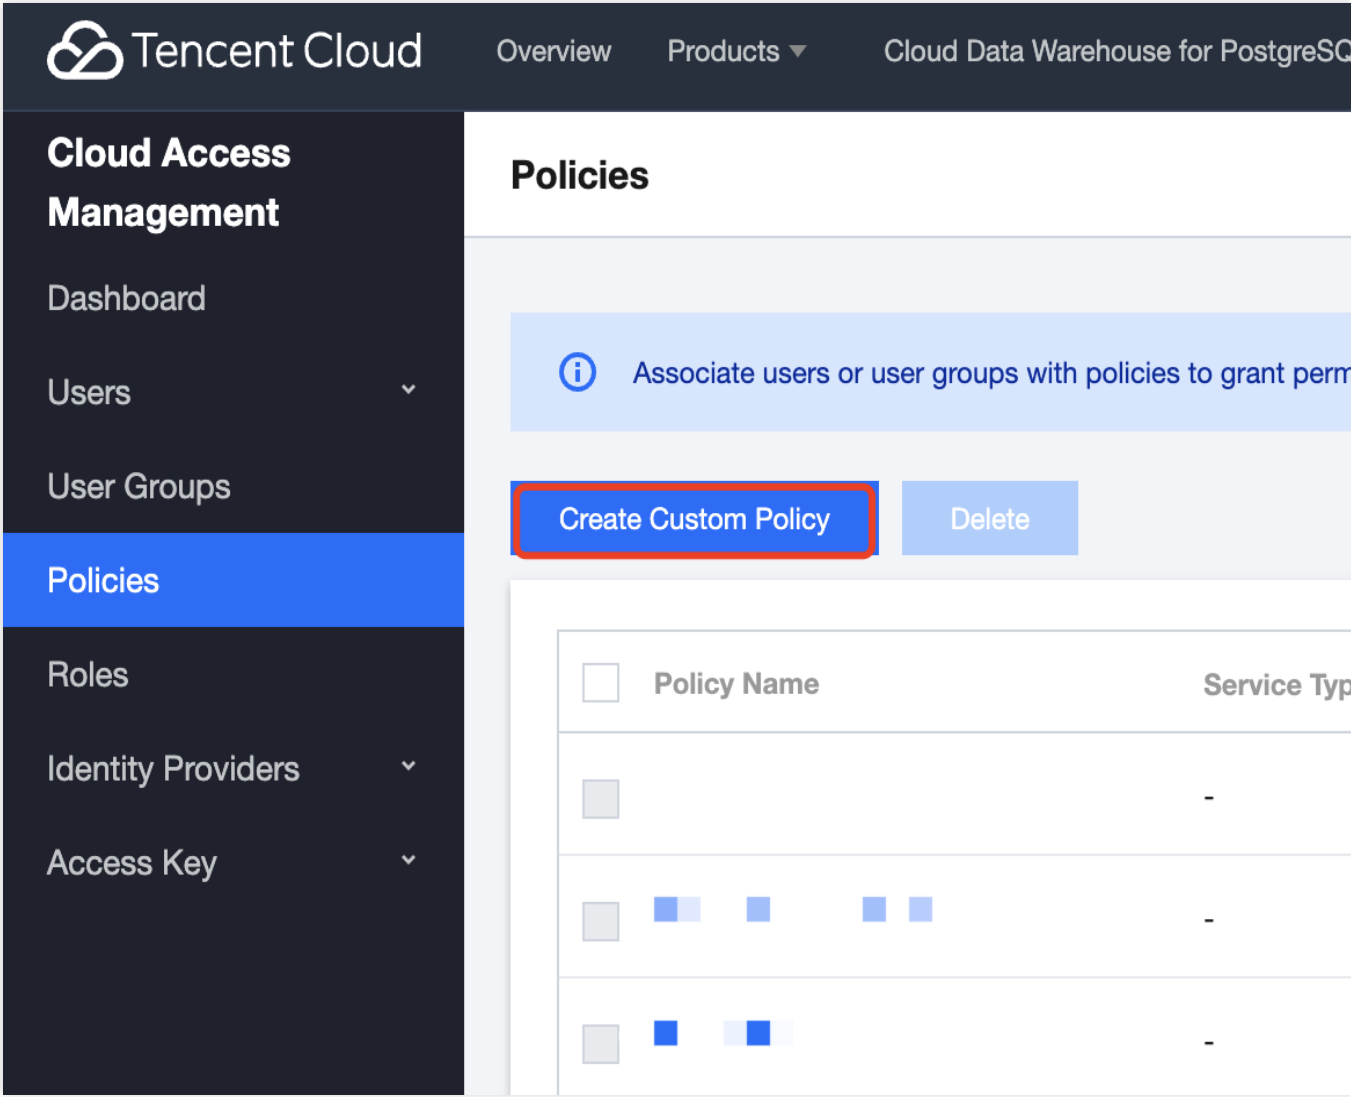 Tencent Cloud
Overview
Products
Cloud Data Warehouse for PostgreSQ
Cloud Access
Management
Dashboard
Users
User Groups
Policies
Roles
Identity Providers
Access Key
Policies
Associate users or user groups with policies to grant perm
Create Custom Policy
Delete
Policy Name
Service Typ
-
-
-